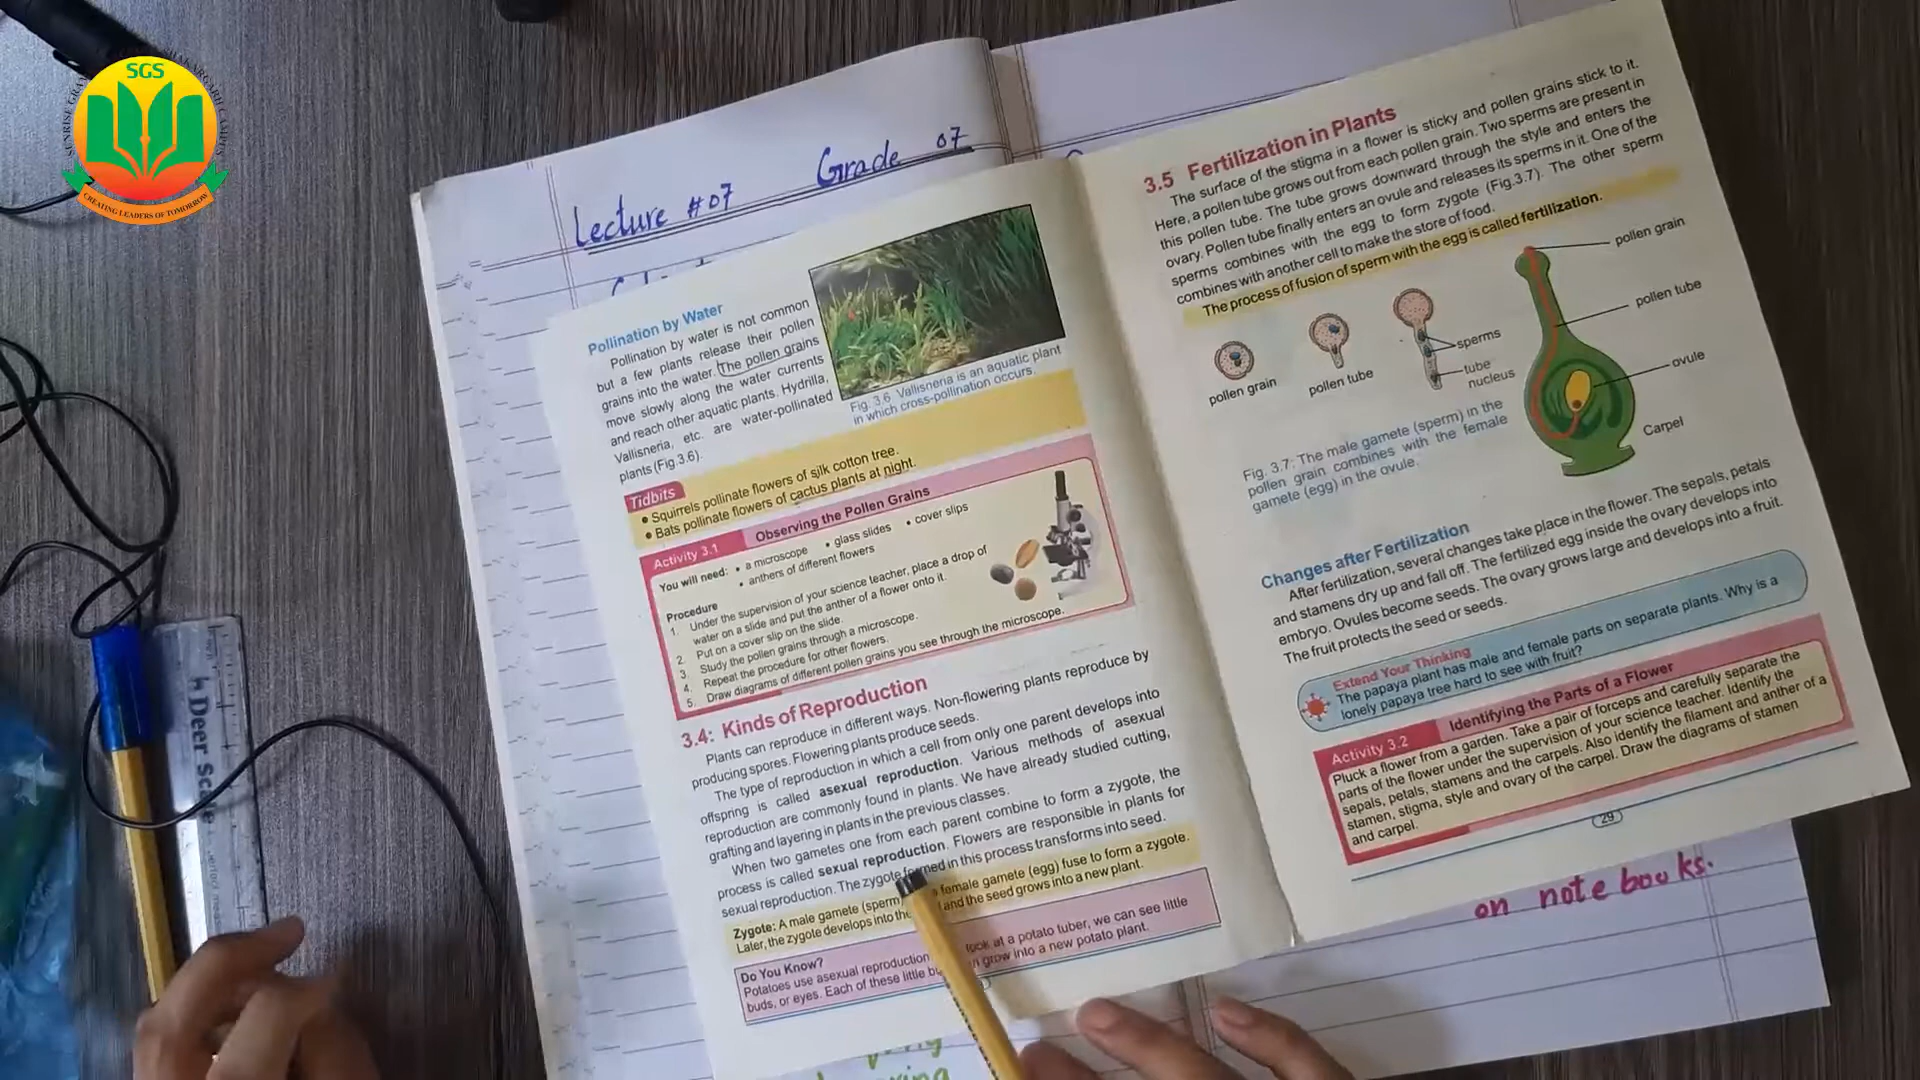 SGS
CREATING LEADERS OF TOMORROW
Lecture #07 Grade 07
Pollination by Water
Pollination by water is not common
but a few plants release their pollen
grains into the water. The pollen grains
move slowly along the water currents
and reach other aquatic plants. Hydrilla,
Vallisneria, etc. are water-pollinated
plants (Fig.3.6).
Fig. 3.6 Vallisneria is an aquatic plant
in which cross-pollination occurs.
Tidbits
• Squirrels pollinate flowers of silk cotton tree.
• Bats pollinate flowers of cactus plants at night.
Activity 3.1 Observing the Pollen Grains
You will need: • a microscope • glass slides • cover slips
• anthers of different flowers
Procedure
1. Under the supervision of your science teacher, place a drop of
water on a slide and put the anther of a flower onto it.
2. Put on a cover slip on the slide.
3. Study the pollen grains through a microscope.
4. Repeat the procedure for other flowers.
5. Draw diagrams of different pollen grains you see through the microscope.
3.4: Kinds of Reproduction
Plants can reproduce in different ways. Non-flowering plants reproduce by
producing spores. Flowering plants produce seeds.
The type of reproduction in which a cell from only one parent develops into
offspring is called asexual reproduction. Various methods of asexual
reproduction are commonly found in plants. We have already studied cutting,
grafting and layering in plants in the previous classes.
When two gametes one from each parent combine to form a zygote, the
process is called sexual reproduction. Flowers are responsible in plants for
sexual reproduction. The zygote formed in this process transforms into seed.
Zygote: A male gamete (sperm) female gamete (egg) fuse to form a zygote.
Later, the zygote develops into the and the seed grows into a new plant.
Do You Know?
Potatoes use asexual reproduction look at a potato tuber, we can see little
buds, or eyes. Each of these little grow into a new potato plant.
3.5 Fertilization in Plants
The surface of the stigma in a flower is sticky and pollen grains stick to it.
Here, a pollen tube grows out from each pollen grain. Two sperms are present in
this pollen tube. The tube grows downward through the style and enters the
ovary. Pollen tube finally enters an ovule and releases its sperms in it. One of the
sperms combines with the egg to form zygote (Fig.3.7). The other sperm
combines with another cell to make the store of food.
The process of fusion of sperm with the egg is called fertilization.
pollen grain
pollen tube
sperms
tube
nucleus
pollen grain
pollen tube
ovule
Carpel
Fig. 3.7: The male gamete (sperm) in the
pollen grain combines with the female
gamete (egg) in the ovule.
Changes after Fertilization
After fertilization, several changes take place in the flower. The sepals, petals
and stamens dry up and fall off. The fertilized egg inside the ovary develops into
embryo. Ovules become seeds. The ovary grows large and develops into a fruit.
The fruit protects the seed or seeds.
Extend Your Thinking
The papaya plant has male and female parts on separate plants. Why is a
lonely papaya tree hard to see with fruit?
Activity 3.2 Identifying the Parts of a Flower
Pluck a flower from a garden. Take a pair of forceps and carefully separate the
parts of the flower under the supervision of your science teacher. Identify the
sepals, petals, stamens and the carpels. Also identify the filament and anther of a
stamen, stigma, style and ovary of the carpel. Draw the diagrams of stamen
and carpel.
29
on note books.
Deer Scale